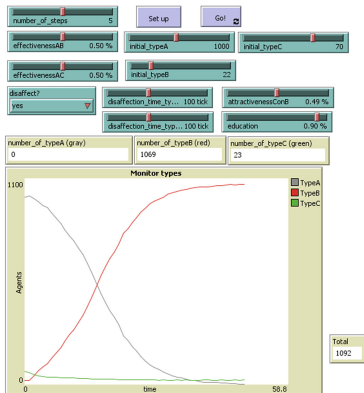 number_of_steps 5
Set up
Go!
effectivenessAB 0.50 %
initial_typeA 1000
initial_typeC 70
effectivenessAC 0.50 %
initial_typeB 22
disaffect?
yes
disaffection_time_ty... 100 tick
attractivenessConB 0.49 %
disaffection_time_typ... 100 tick
education 0.90 %
number_of_typeA (gray)
0
number_of_typeB (red)
1069
number_of_typeC (green)
23
Monitor types
1100
Agents
0
0
time
58.8
TypeA
TypeB
TypeC
Total
1092